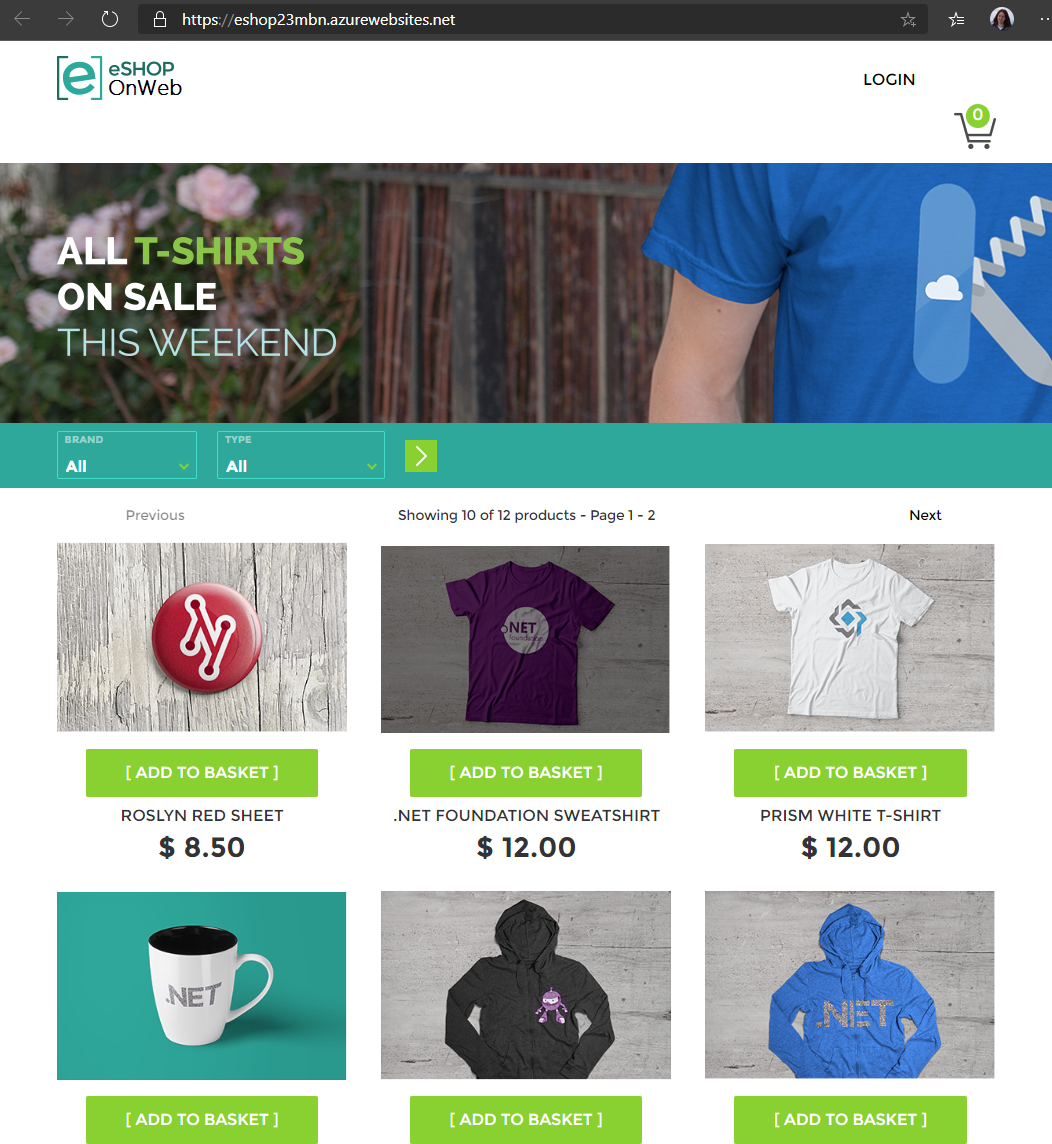 https://eshop23mbn.azurewebsites.net
e eSHOP
OnWeb
LOGIN
0
ALL T-SHIRTS
ON SALE
THIS WEEKEND
BRAND
All
TYPE
All
Previous
Showing 10 of 12 products - Page 1 - 2
Next
.NET
foundation
[ ADD TO BASKET ]
[ ADD TO BASKET ]
[ ADD TO BASKET ]
ROSLYN RED SHEET
.NET FOUNDATION SWEATSHIRT
PRISM WHITE T-SHIRT
$ 8.50
$ 12.00
$ 12.00
.NET
.NET
[ ADD TO BASKET ]
[ ADD TO BASKET ]
[ ADD TO BASKET ]